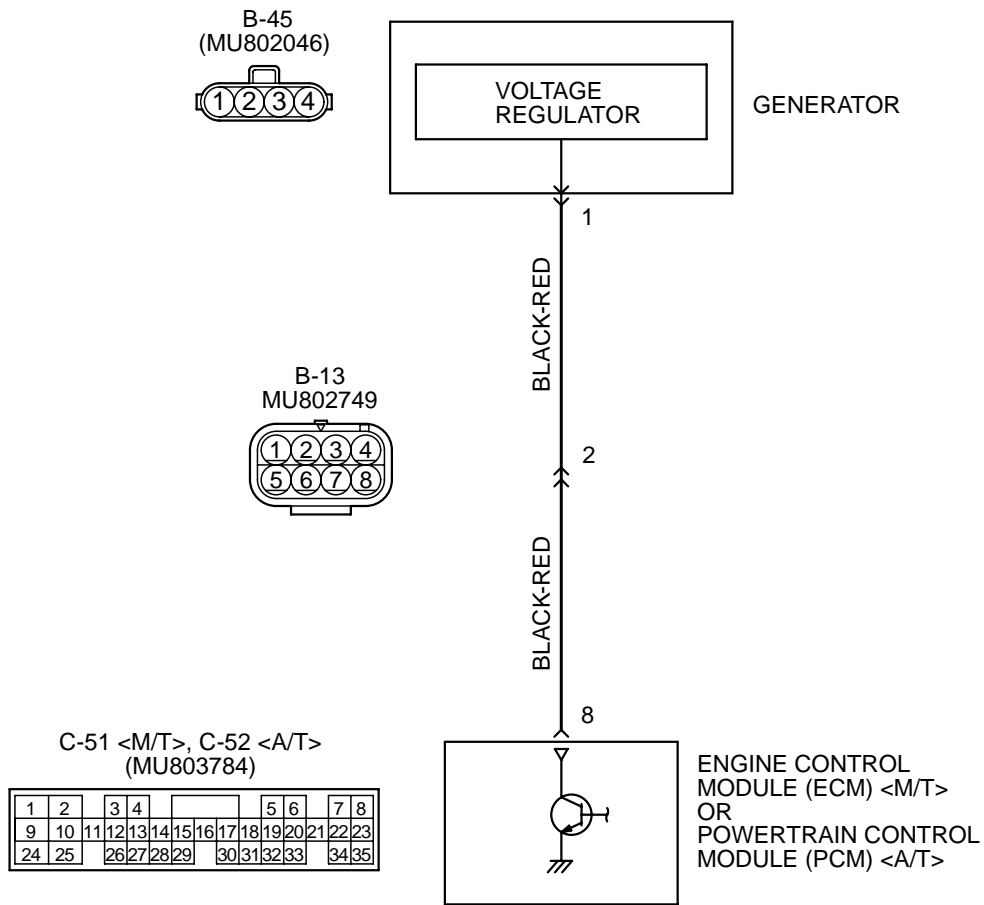 B-45
(MU802046)
1 2 3 4
VOLTAGE
REGULATOR
GENERATOR
1
BLACK-RED
B-13
MU802749
1 2 3 4
5 6 7 8
2
BLACK-RED
8
C-51 <M/T>, C-52 <A/T>
(MU803784)
1 2 3 4 5 6 7 8
9 10 11 12 13 14 15 16 17 18 19 20 21 22 23
24 25 26 27 28 29 30 31 32 33 34 35
ENGINE CONTROL
MODULE (ECM) <M/T>
OR
POWERTRAIN CONTROL
MODULE (PCM) <A/T>